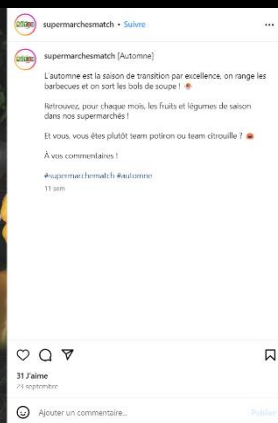 supermarchesmatch • Suivre
supermarchesmatch [Automne]
L'automne est la saison de transition par excellence, on range les
barbecues et on sort les bols de soupe !
Retrouvez, pour chaque mois, les fruits et légumes de saison
dans nos supermarchés !
Et vous, vous êtes plutôt team potiron ou team citrouille ? 🎃
À vos commentaires !
#supermarchematch #automne
11 sem
31 J'aime
23 septembre
Ajouter un commentaire...
Publier